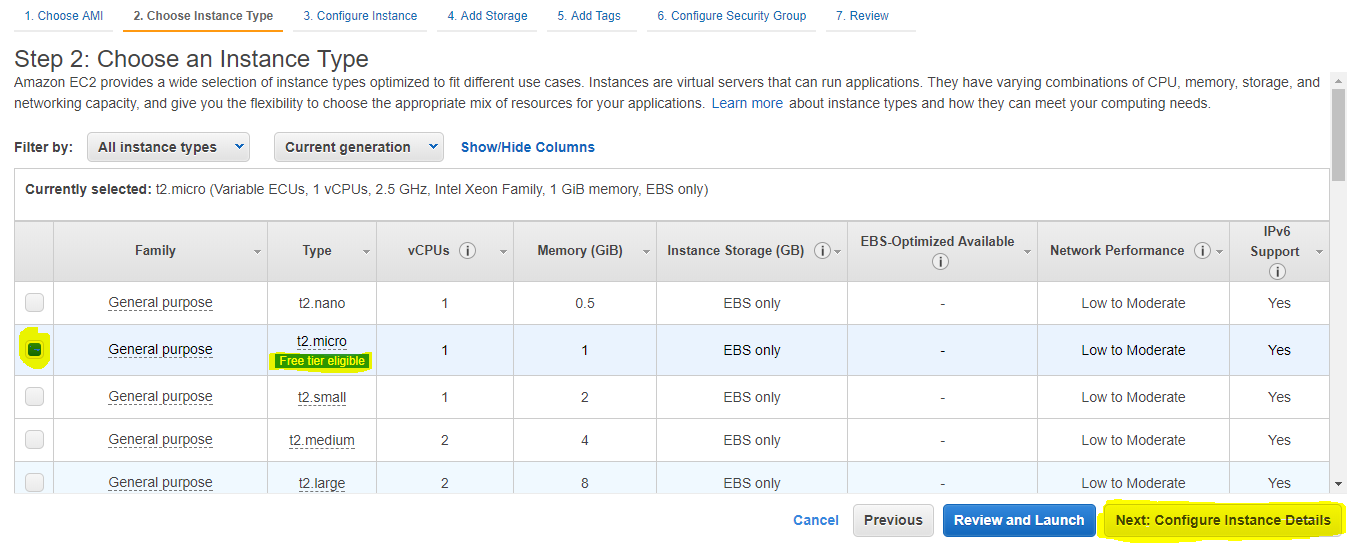 1. Choose AMI 2. Choose Instance Type 3. Configure Instance 4. Add Storage 5. Add Tags 6. Configure Security Group 7. Review
Step 2: Choose an Instance Type
Amazon EC2 provides a wide selection of instance types optimized to fit different use cases. Instances are virtual servers that can run applications. They have varying combinations of CPU, memory, storage, and
networking capacity, and give you the flexibility to choose the appropriate mix of resources for your applications. Learn more about instance types and how they can meet your computing needs.
Filter by: All instance types Current generation Show/Hide Columns
Currently selected: t2.micro (Variable ECUs, 1 vCPUs, 2.5 GHz, Intel Xeon Family, 1 GiB memory, EBS only)
Family Type vCPUs i Memory (GiB) Instance Storage (GB) i EBS-Optimized Available i Network Performance i IPv6 Support i
General purpose t2.nano 1 0.5 EBS only - Low to Moderate Yes
General purpose t2.micro 1 1 EBS only - Low to Moderate Yes
Free tier eligible
General purpose t2.small 1 2 EBS only - Low to Moderate Yes
General purpose t2.medium 2 4 EBS only - Low to Moderate Yes
General purpose t2.large 2 8 EBS only - Low to Moderate Yes
Cancel Previous Review and Launch Next: Configure Instance Details